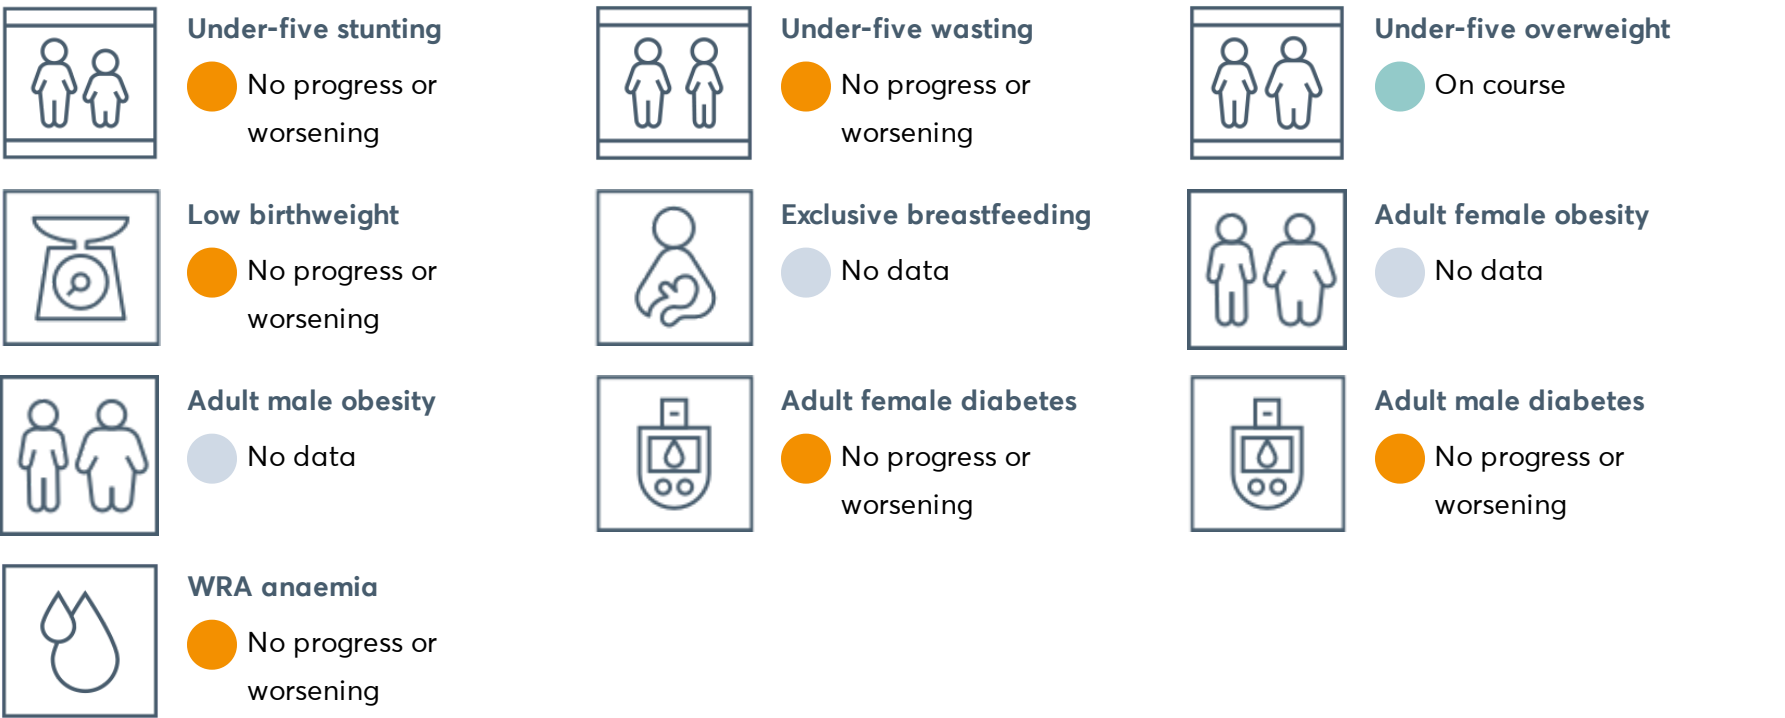 Under-five stunting
No progress or
worsening
Under-five wasting
No progress or
worsening
Under-five overweight
On course
Low birthweight
No progress or
worsening
Exclusive breastfeeding
No data
Adult female obesity
No data
Adult male obesity
No data
Adult female diabetes
No progress or
worsening
Adult male diabetes
No progress or
worsening
WRA anaemia
No progress or
worsening